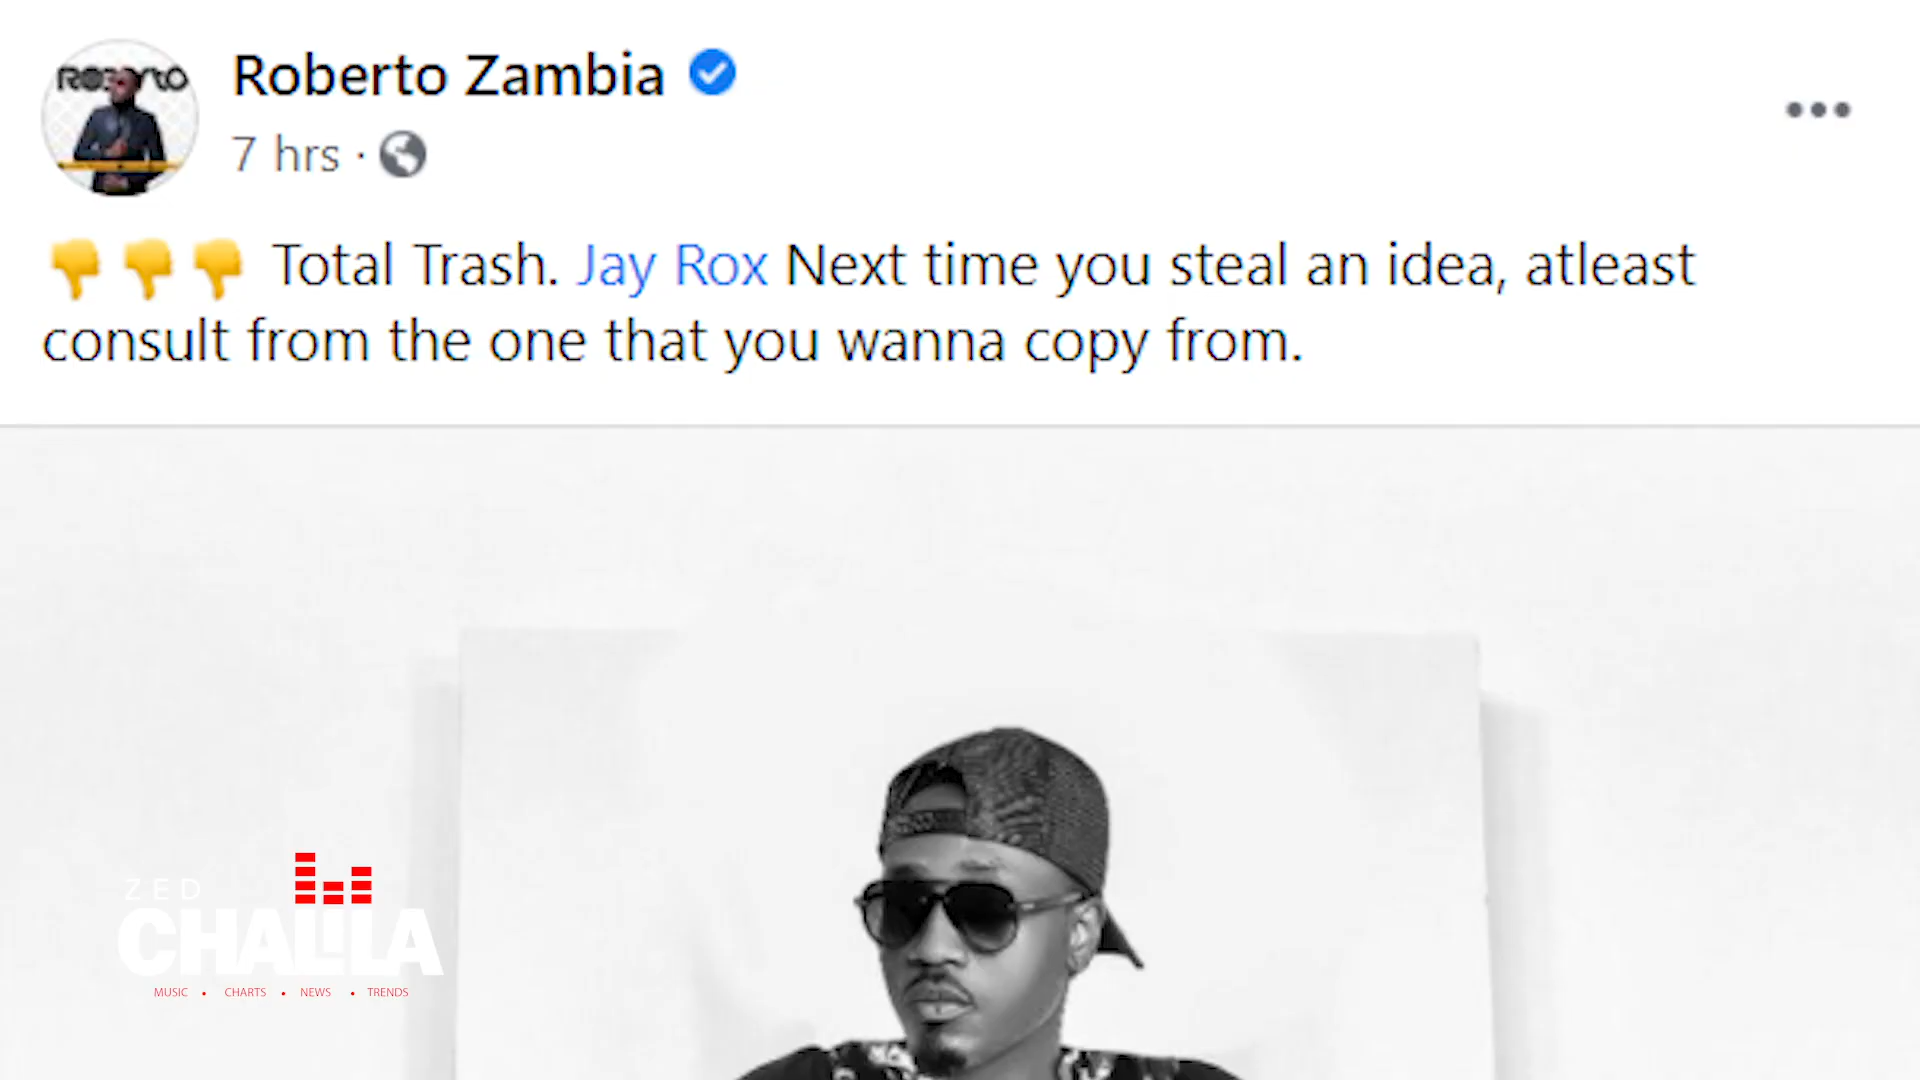 ROBERTO
Roberto Zambia
7 hrs ·
👎👎👎 Total Trash. Jay Rox Next time you steal an idea, atleast
consult from the one that you wanna copy from.
ZED
CHALLA
MUSIC • CHARTS • NEWS • TRENDS